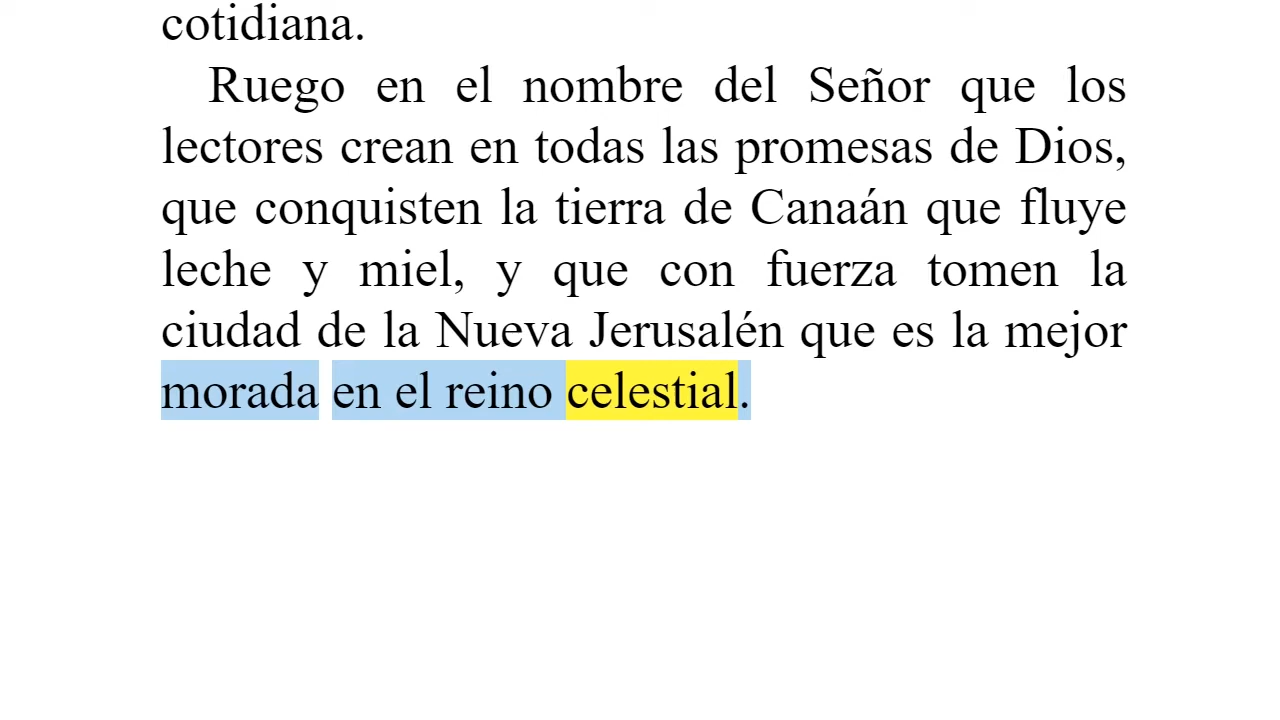 cotidiana.
Ruego en el nombre del Señor que los
lectores crean en todas las promesas de Dios,
que conquisten la tierra de Canaán que fluye
leche y miel, y que con fuerza tomen la
ciudad de la Nueva Jerusalén que es la mejor
morada en el reino celestial.